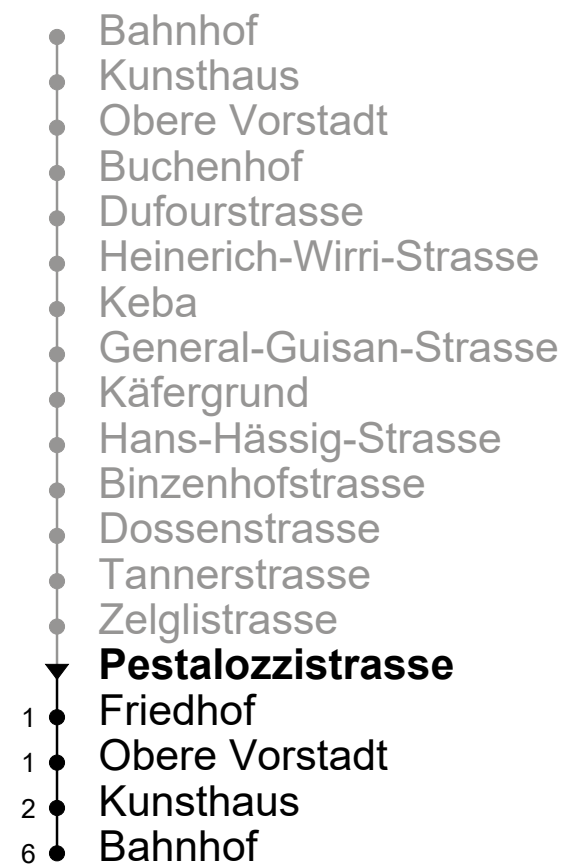 Bahnhof
Kunsthaus
Obere Vorstadt
Buchenhof
Dufourstrasse
Heinerich-Wirri-Strasse
Keba
General-Guisan-Strasse
Käfergrund
Hans-Hässig-Strasse
Binzenhofstrasse
Dossenstrasse
Tannerstrasse
Zelglistrasse
Pestalozzistrasse
1 Friedhof
1 Obere Vorstadt
2 Kunsthaus
6 Bahnhof